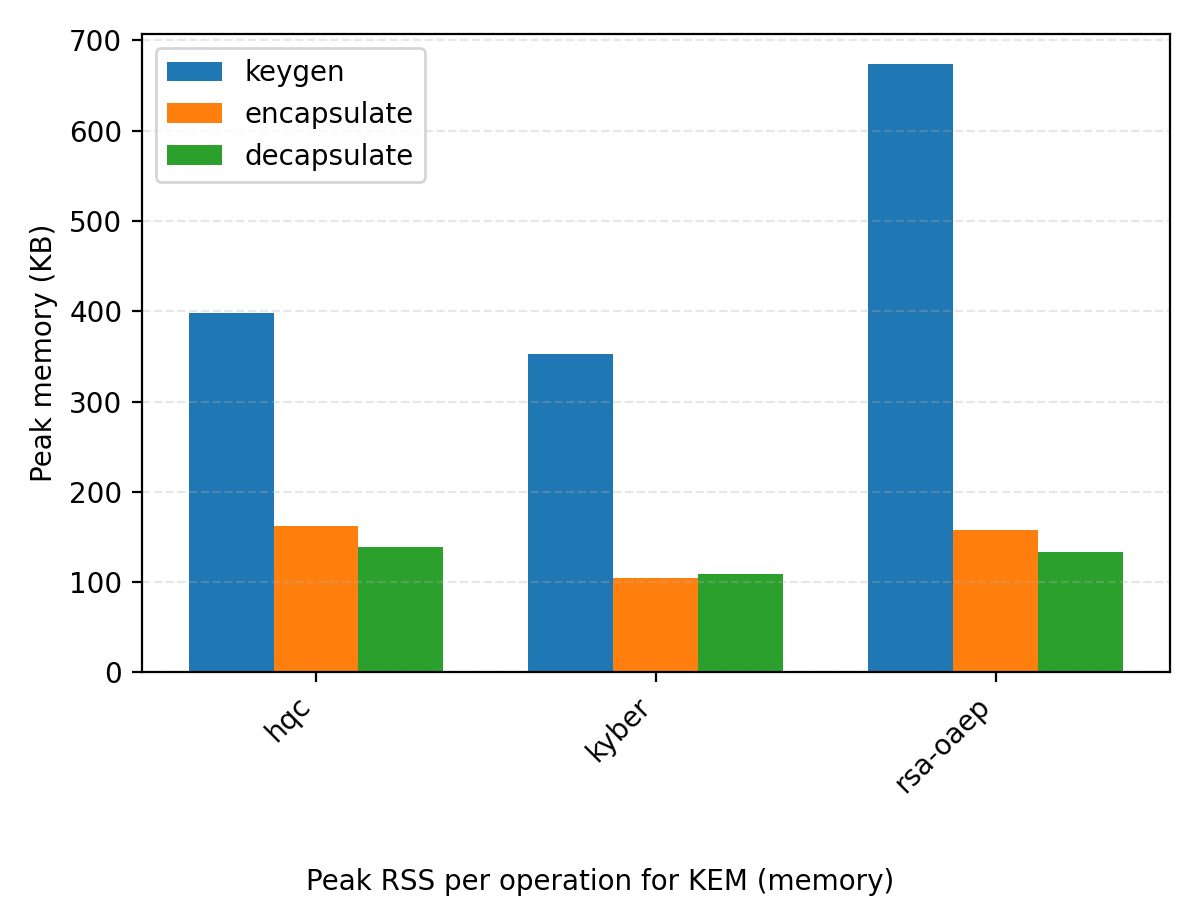 700
600
500
400
300
200
100
0
Peak memory (KB)
keygen
encapsulate
decapsulate
hqc
kyber
rsa-oaep
Peak RSS per operation for KEM (memory)